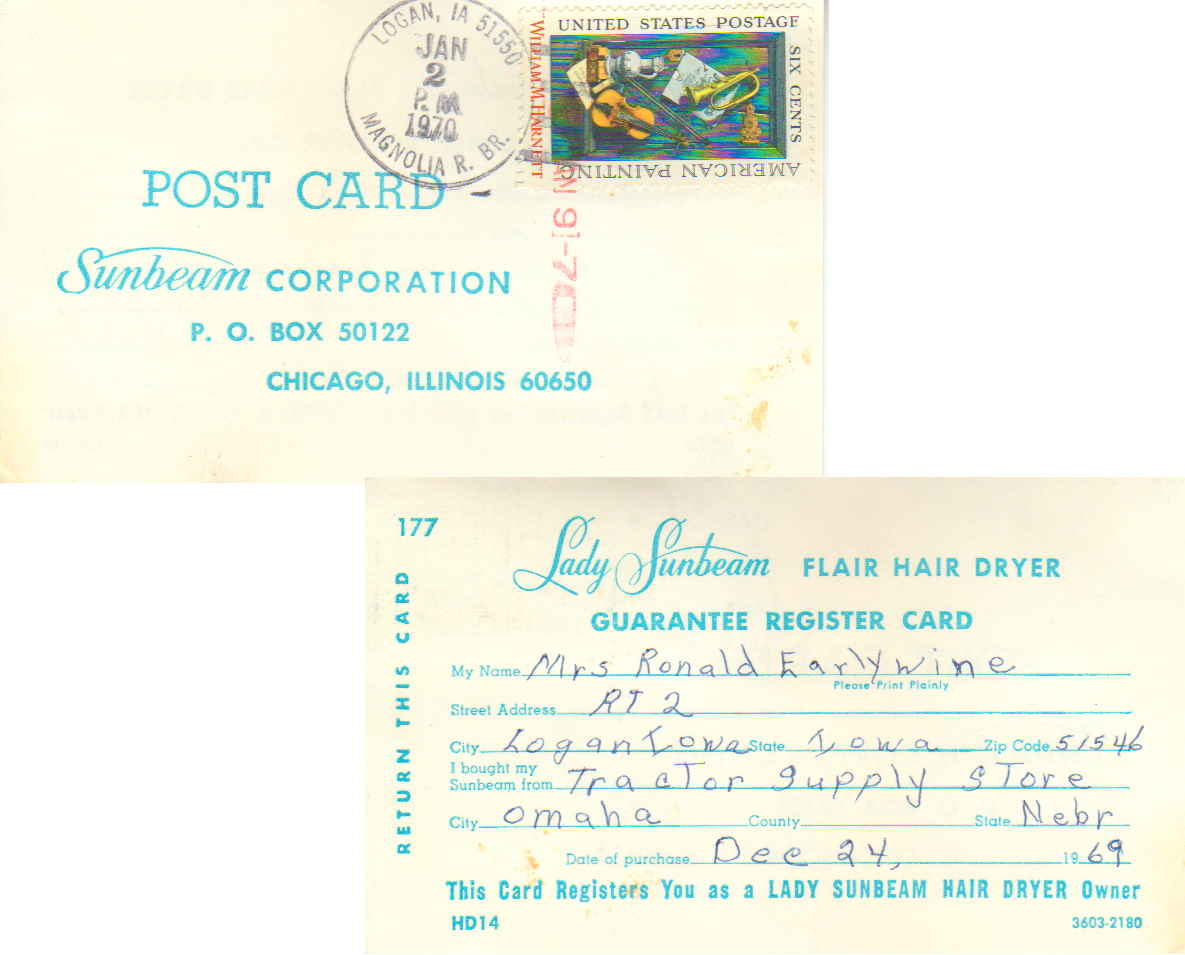 LOGAN, IA 51550
JAN
2
P.M
1970
MAGNOLIA R. BR.
UNITED STATES POSTAGE
SIX CENTS
WILLIAM M. HARNETT
AMERICAN PAINTING
POST CARD
Sunbeam CORPORATION
P. O. BOX 50122
CHICAGO, ILLINOIS 60650
177
RETURN THIS CARD
Lady Sunbeam FLAIR HAIR DRYER
GUARANTEE REGISTER CARD
My Name Mrs Ronald Earlywine
Please Print Plainly
Street Address RT 2
City Logan Iowa State Iowa Zip Code 51546
I bought my
Sunbeam from Tractor Supply Store
City Omaha County State Nebr
Date of purchase Dec 24, 1969
This Card Registers You as a LADY SUNBEAM HAIR DRYER Owner
HD14 3603-2180